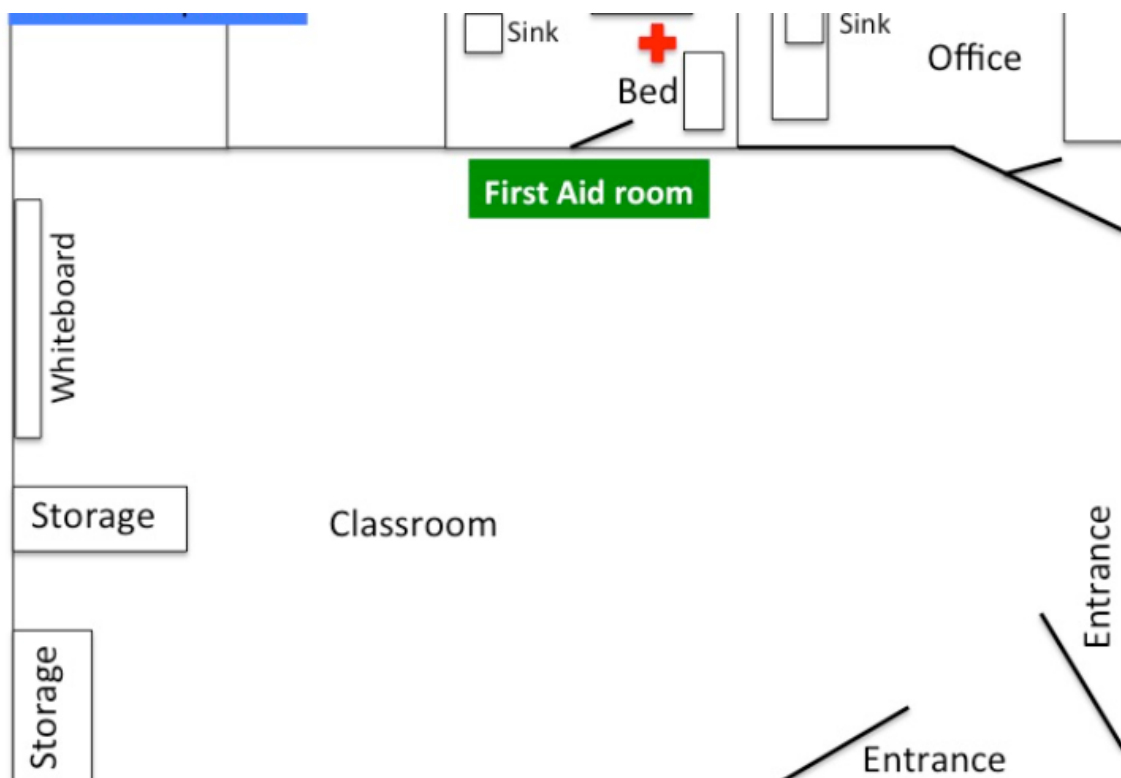 Sink
Sink
Office
Bed
First Aid room
Whiteboard
Storage
Classroom
Entrance
Storage
Entrance